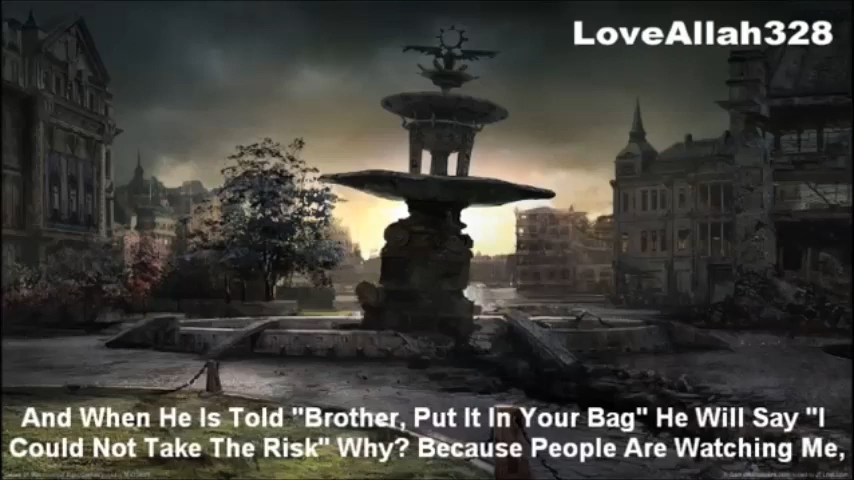 LoveAllah328
And When He Is Told "Brother, Put It In Your Bag" He Will Say "I
Could Not Take The Risk" Why? Because People Are Watching Me,